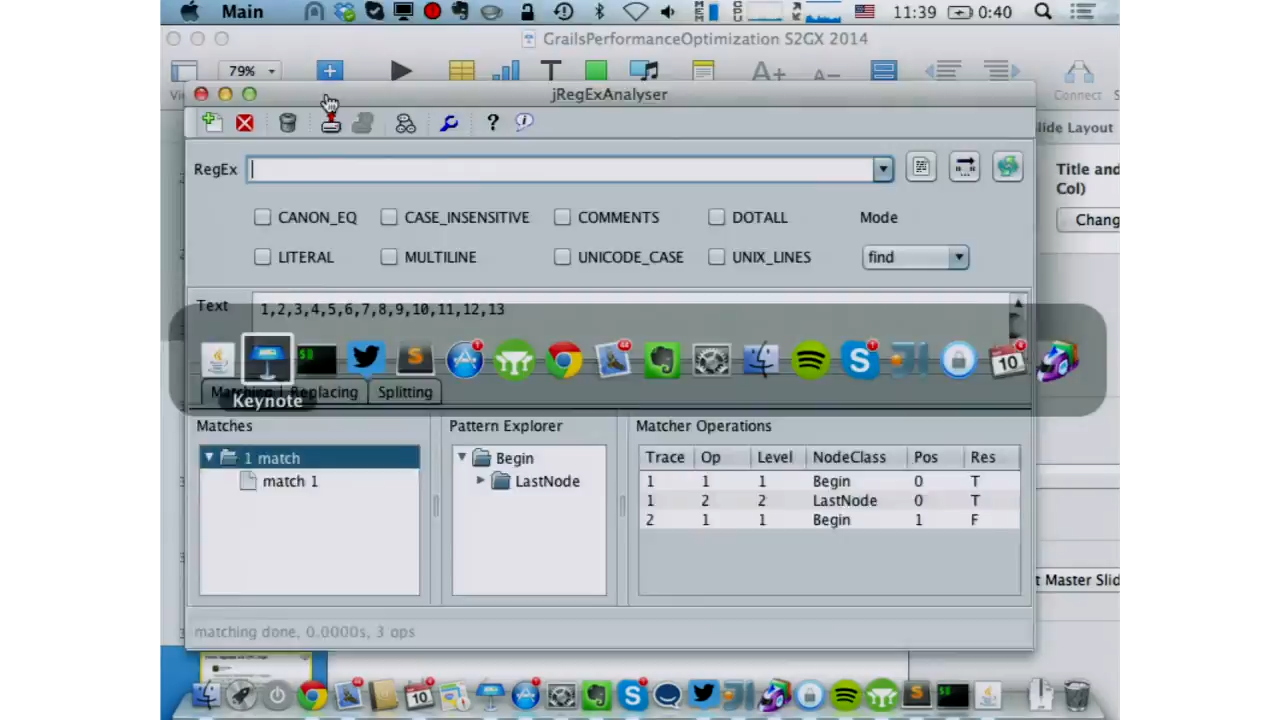 Main
11:39
0:40
GrailsPerformanceOptimization S2GX 2014
79%
Connect
jRegExAnalyser
lide Layout
RegEx
Title and
Col)
CANON_EQ
CASE_INSENSITIVE
COMMENTS
DOTALL
Mode
Chang
LITERAL
MULTILINE
UNICODE_CASE
UNIX_LINES
find
Text
1,2,3,4,5,6,7,8,9,10,11,12,13
10
Matching
Replacing
Splitting
Keynote
Matches
Pattern Explorer
Matcher Operations
1 match
Begin
Trace Op Level NodeClass Pos Res
match 1
LastNode
1 1 1 Begin 0 T
1 2 2 LastNode 0 T
2 1 1 Begin 1 F
t Master Slid
matching done, 0.0000s, 3 ops
10